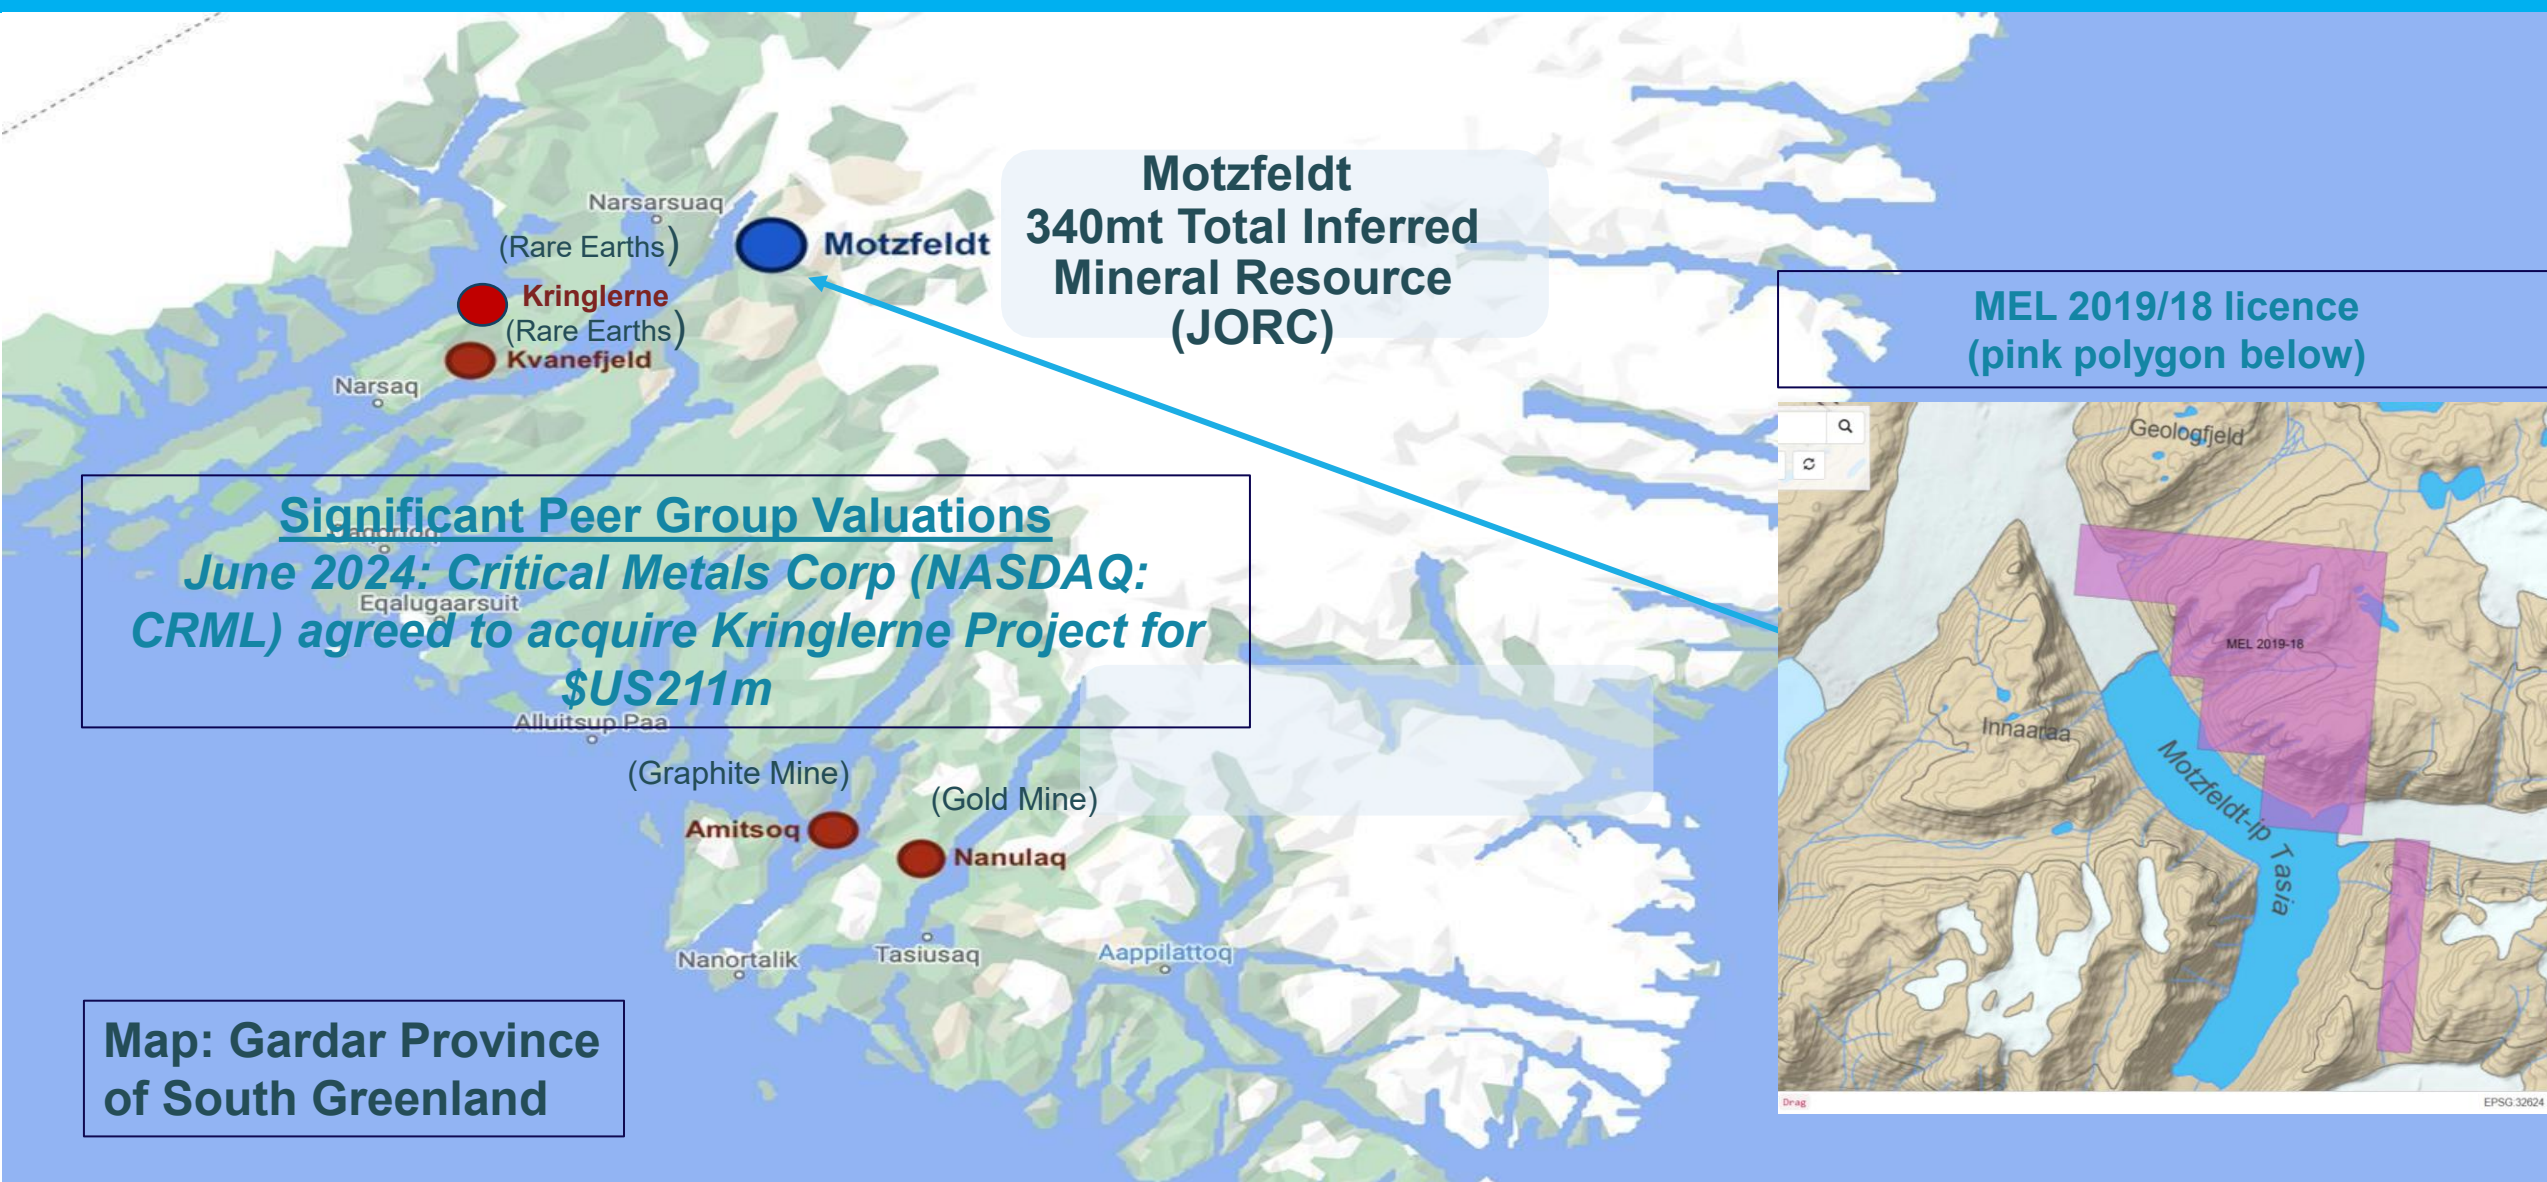 Narsarsuaq
(Rare Earths)
Motzfeldt
Kringlerne
(Rare Earths)
Kvanefjeld
Narsaq
Motzfeldt
340mt Total Inferred
Mineral Resource
(JORC)
MEL 2019/18 licence
(pink polygon below)
Significant Peer Group Valuations
Qaqortoq
June 2024: Critical Metals Corp (NASDAQ:
Eqalugaarsuit
CRML) agreed to acquire Kringlerne Project for
$US211m
Alluitsup Paa
(Graphite Mine)
(Gold Mine)
Amitsoq
Nanulaq
Nanortalik
Tasiusaq
Aappilattoq
Map: Gardar Province
of South Greenland
Geologfjeld
MEL 2019-18
Innaaraa
Motzfeldt-ip Tasia
Drag
EPSG:32624